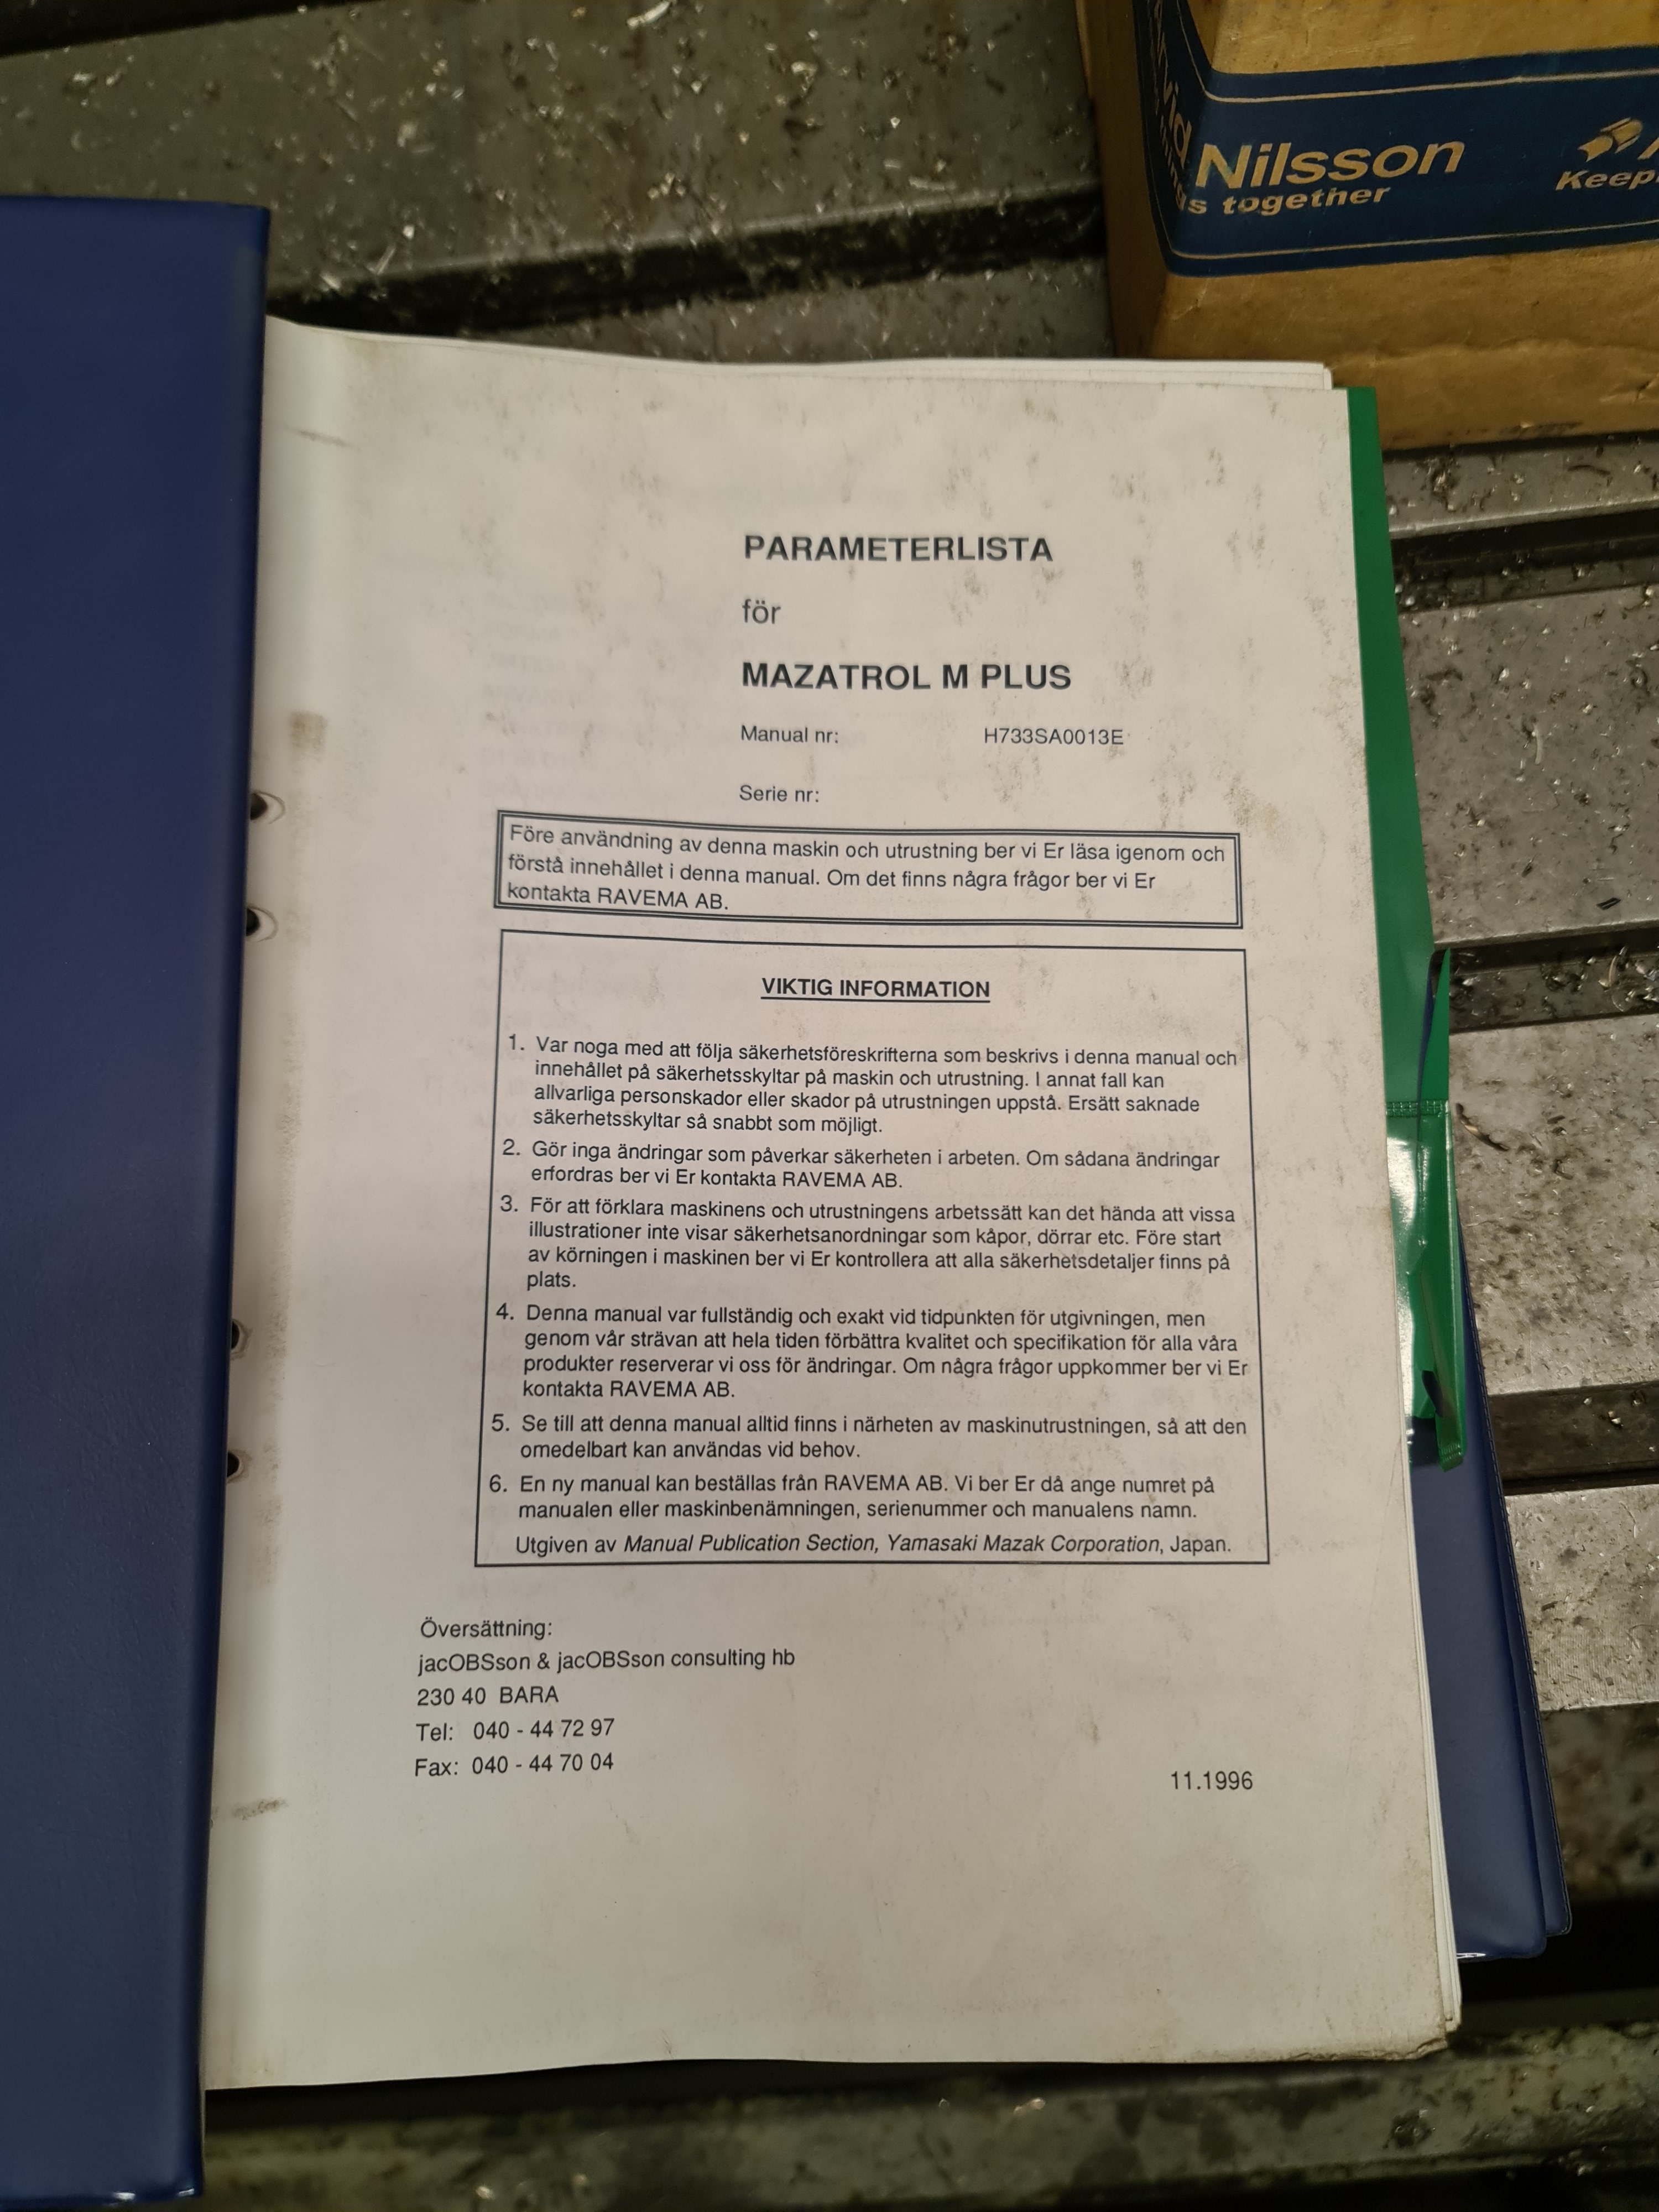 Nilsson
s together
Keep
PARAMETERLISTA
för
MAZATROL M PLUS
Manual nr: H733SA0013E
Serie nr:
Före användning av denna maskin och utrustning ber vi Er läsa igenom och
förstå innehållet i denna manual. Om det finns några frågor ber vi Er
kontakta RAVEMA AB.
VIKTIG INFORMATION
1. Var noga med att följa säkerhetsföreskrifterna som beskrivs i denna manual och
innehållet på säkerhetsskyltar på maskin och utrustning. I annat fall kan
allvarliga personskador eller skador på utrustningen uppstå. Ersätt saknade
säkerhetsskyltar så snabbt som möjligt.
2. Gör inga ändringar som påverkar säkerheten i arbeten. Om sådana ändringar
erfordras ber vi Er kontakta RAVEMA AB.
3. För att förklara maskinens och utrustningens arbetssätt kan det hända att vissa
illustrationer inte visar säkerhetsanordningar som kåpor, dörrar etc. Före start
av körningen i maskinen ber vi Er kontrollera att alla säkerhetsdetaljer finns på
plats.
4. Denna manual var fullständig och exakt vid tidpunkten för utgivningen, men
genom vår strävan att hela tiden förbättra kvalitet och specifikation för alla våra
produkter reserverar vi oss för ändringar. Om några frågor uppkommer ber vi Er
kontakta RAVEMA AB.
5. Se till att denna manual alltid finns i närheten av maskinutrustningen, så att den
omedelbart kan användas vid behov.
6. En ny manual kan beställas från RAVEMA AB. Vi ber Er då ange numret på
manualen eller maskinbenämningen, serienummer och manualens namn.
Utgiven av Manual Publication Section, Yamasaki Mazak Corporation, Japan.
Översättning:
jacOBSson & jacOBSson consulting hb
230 40 BARA
Tel: 040 - 44 72 97
Fax: 040 - 44 70 04
11.1996